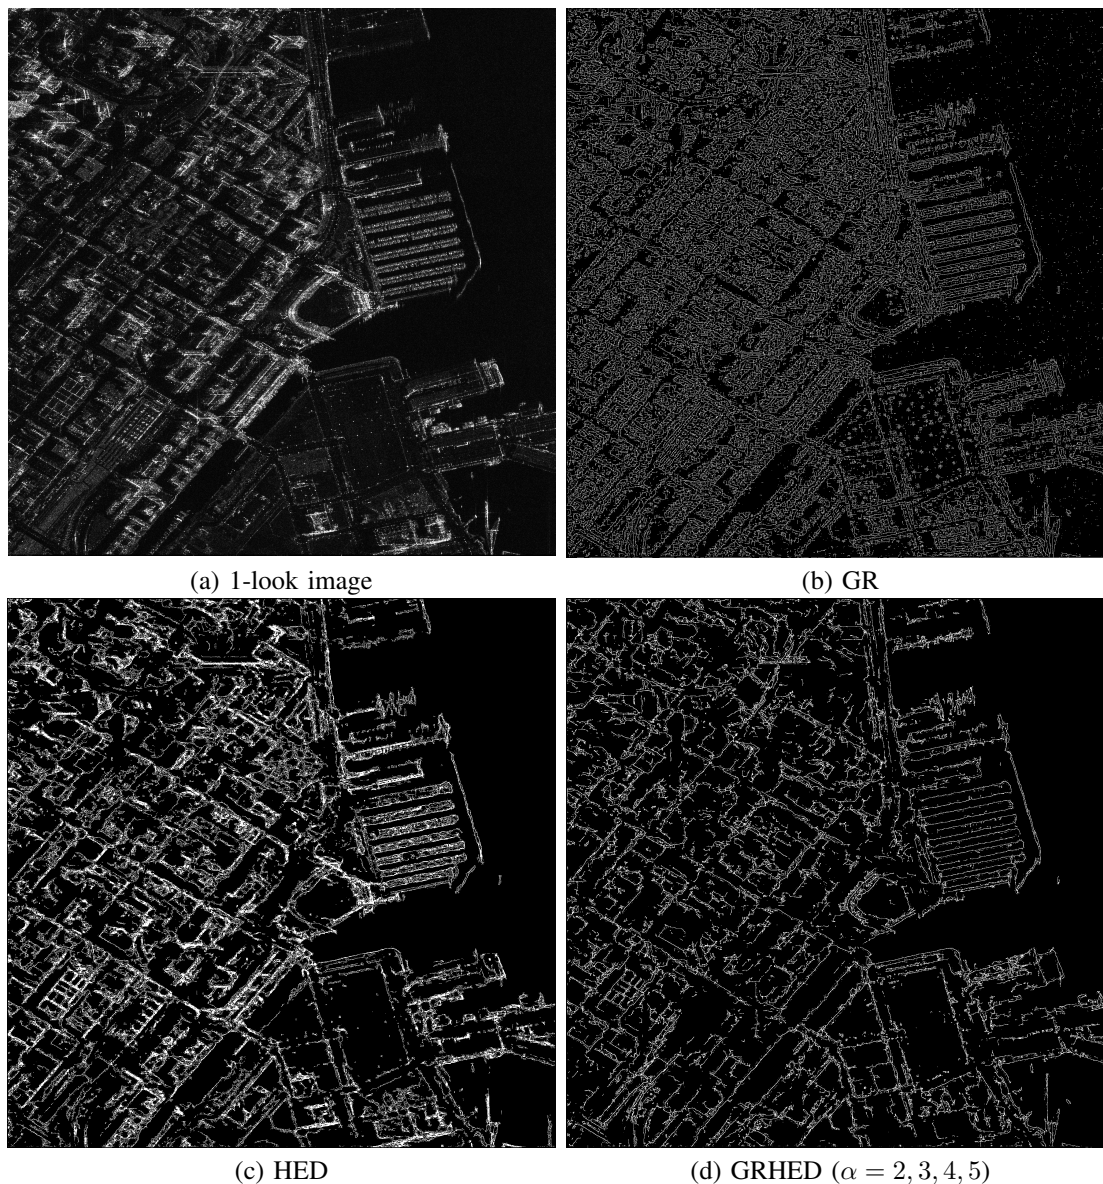 (a) 1-look image
(b) GR
(c) HED
(d) GRHED (α = 2, 3, 4, 5)